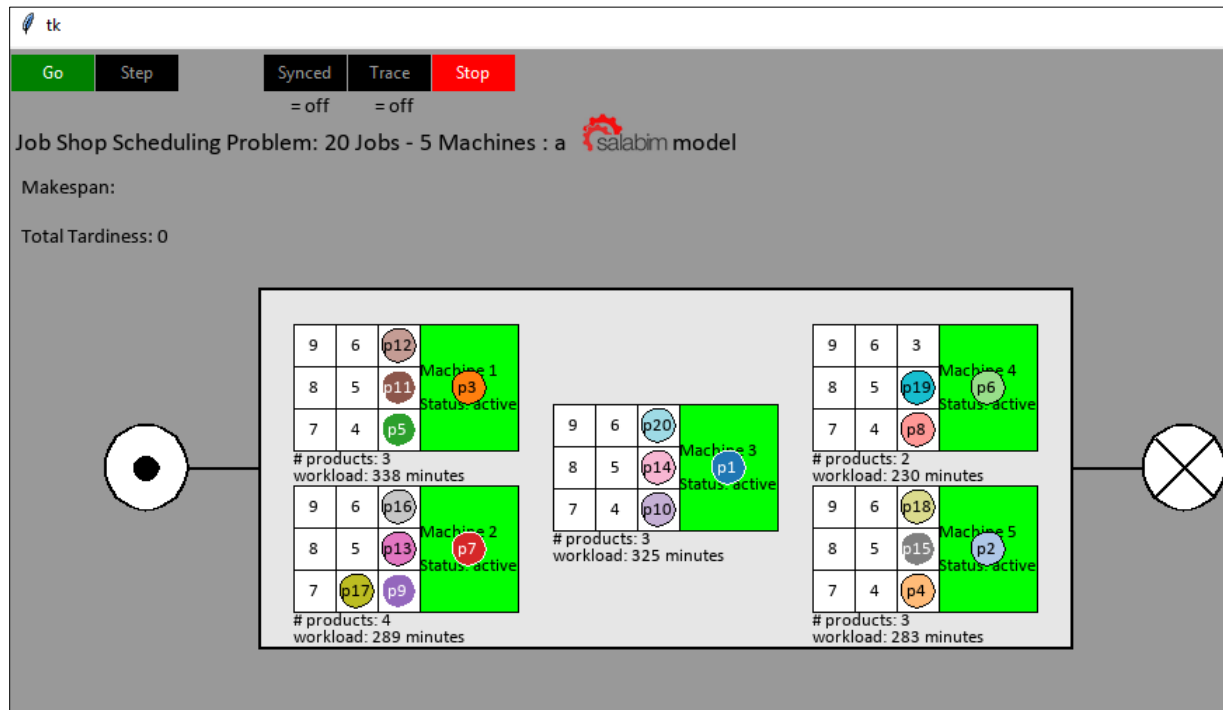 tk
Go Step Synced Trace Stop
= off = off
Job Shop Scheduling Problem: 20 Jobs - 5 Machines : a salabim model
Makespan:
Total Tardiness: 0
9 6 p12
Machine 1
8 5 p11 p3
Status: active
7 4 p5
# products: 3
workload: 338 minutes
9 6 p16
Machine 2
8 5 p13 p7
Status: active
7 p17 p9
# products: 4
workload: 289 minutes
9 6 p20
Machine 3
8 5 p14 p1
Status: active
7 4 p10
# products: 3
workload: 325 minutes
9 6 3
Machine 4
8 5 p19 p6
Status: active
7 4 p8
# products: 2
workload: 230 minutes
9 6 p18
Machine 5
8 5 p15 p2
Status: active
7 4 p4
# products: 3
workload: 283 minutes